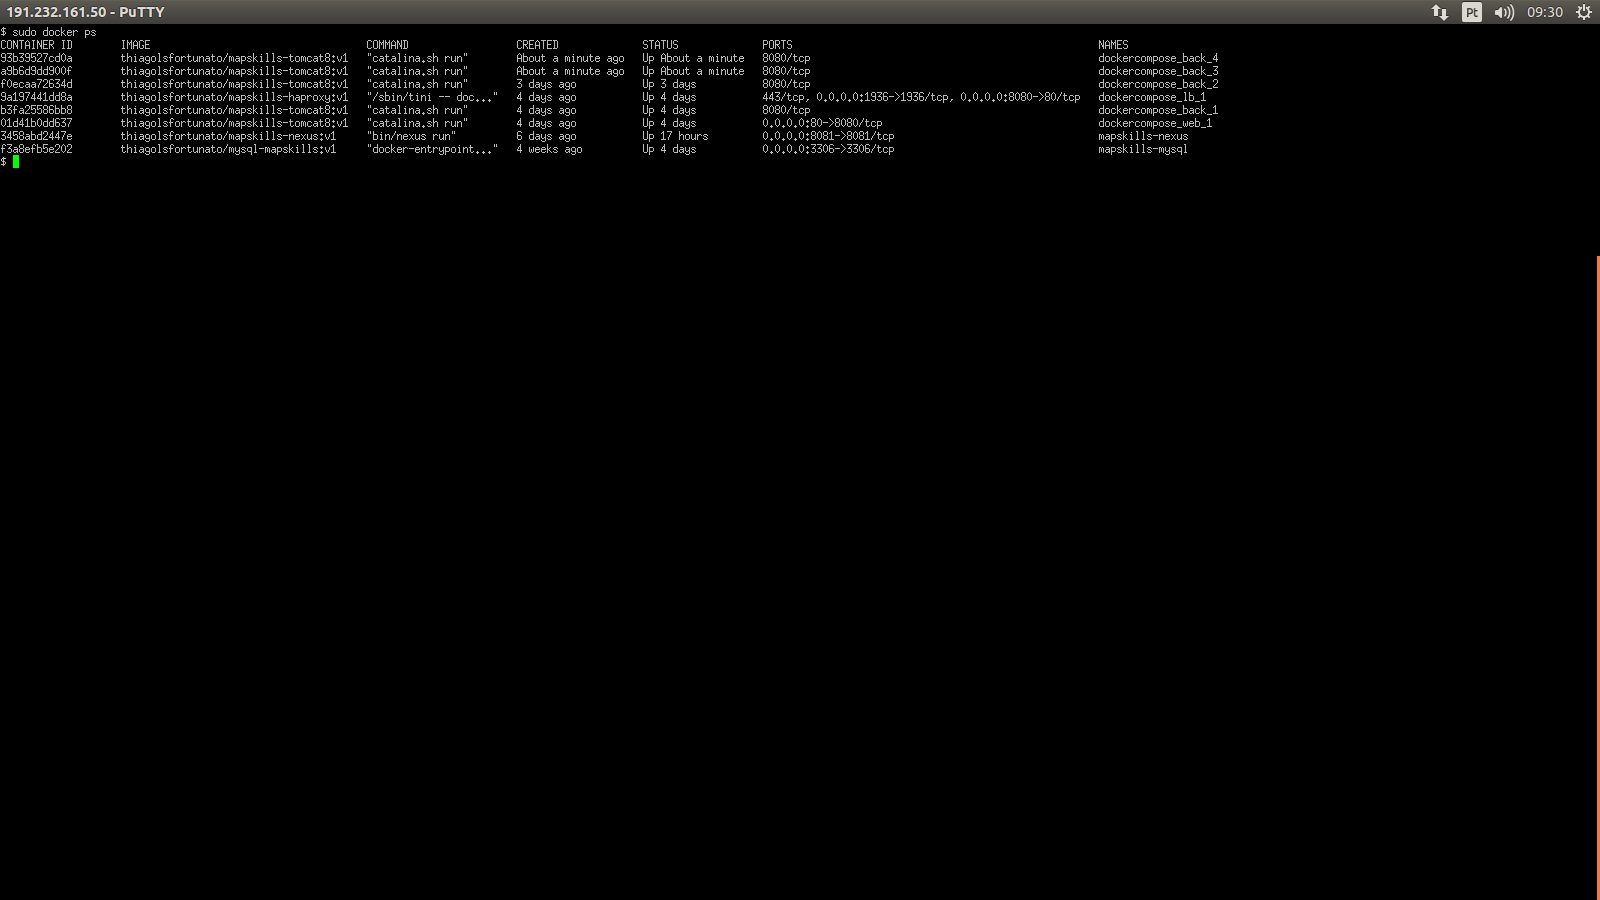 191.232.161.50 - PuTTY Pt 09:30
$ sudo docker ps
CONTAINER ID IMAGE COMMAND CREATED STATUS PORTS NAMES
93b39527cd0a thiagolsfortunato/mapskills-tomcat8:v1 "catalina.sh run" About a minute ago Up About a minute 8080/tcp dockercompose_back_4
a9b6d9dd900f thiagolsfortunato/mapskills-tomcat8:v1 "catalina.sh run" About a minute ago Up About a minute 8080/tcp dockercompose_back_3
f0ecaa72634d thiagolsfortunato/mapskills-tomcat8:v1 "catalina.sh run" 3 days ago Up 3 days 8080/tcp dockercompose_back_2
9a197441dd8a thiagolsfortunato/mapskills-haproxy:v1 "/sbin/tini -- doc..." 4 days ago Up 4 days 443/tcp, 0.0.0.0:1936->1936/tcp, 0.0.0.0:8080->80/tcp dockercompose_lb_1
b3fa25586bb8 thiagolsfortunato/mapskills-tomcat8:v1 "catalina.sh run" 4 days ago Up 4 days 8080/tcp dockercompose_back_1
01d41b0dd637 thiagolsfortunato/mapskills-tomcat8:v1 "catalina.sh run" 4 days ago Up 4 days 0.0.0.0:80->8080/tcp dockercompose_web_1
3458abd2447e thiagolsfortunato/mapskills-nexus:v1 "bin/nexus run" 6 days ago Up 17 hours 0.0.0.0:8081->8081/tcp mapskills-nexus
f3a8efb5e202 thiagolsfortunato/mysql-mapskills:v1 "docker-entrypoint..." 4 weeks ago Up 4 days 0.0.0.0:3306->3306/tcp mapskills-mysql
$